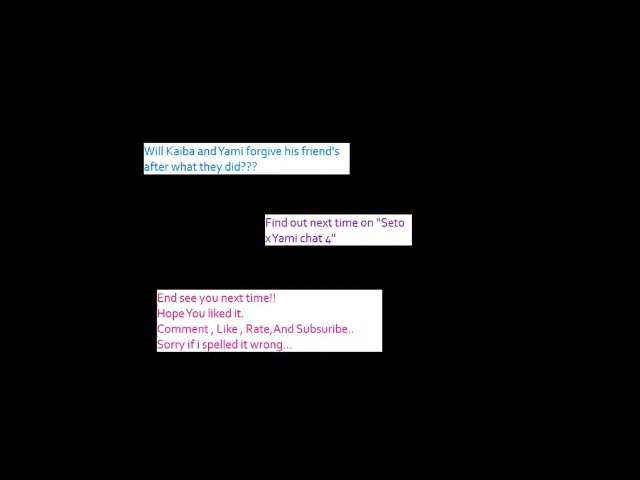 Will Kaiba and Yami forgive his friend's
after what they did???
Find out next time on "Seto
x Yami chat 4"
End see you next time!!
Hope You liked it.
Comment , Like , Rate,And Subsuribe..
Sorry if i spelled it wrong...